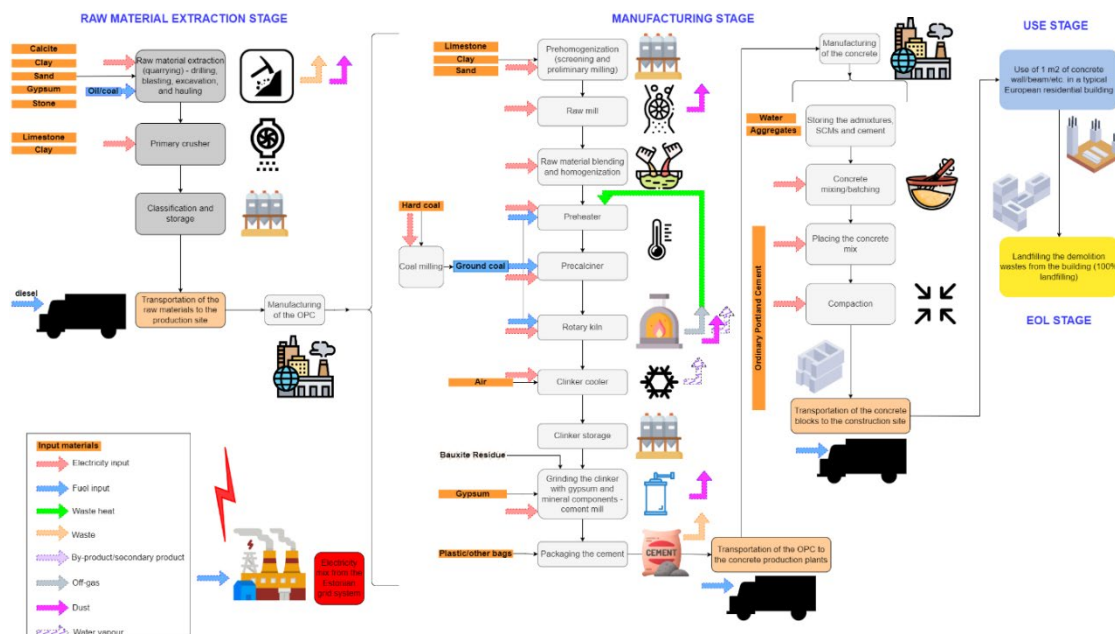 RAW MATERIAL EXTRACTION STAGE
Calcite
Clay
Sand
Gypsum
Stone
Oil/coal
Raw material extraction
(quarrying) - drilling,
blasting, excavation,
and hauling
Limestone
Clay
Primary crusher
Classification and
storage
diesel
Transportation of the
raw materials to the
production site
Manufacturing
of the OPC
Input materials
Electricity input
Fuel input
Waste heat
Waste
By-product/secondary product
Off-gas
Dust
Water vapour
Electricity
mix from the
Estonian
grid system
MANUFACTURING STAGE
Limestone
Clay
Sand
Prehomogenization
(screening and
preliminary milling)
Raw mill
Raw material blending
and homogenization
Hard coal
Coal milling
Ground coal
Preheater
Precalciner
Rotary kiln
Air
Clinker cooler
Clinker storage
Bauxite Residue
Gypsum
Grinding the clinker
with gypsum and
mineral components -
cement mill
Plastic/other bags
Packaging the cement
CEMENT
Transportation of the OPC to
the concrete production plants
Manufacturing
of the concrete
Water
Aggregates
Storing the admixtures,
SCMs and cement
Concrete
mixing/batching
Ordinary Portland Cement
Placing the concrete
mix
Compaction
Transportation of the concrete
blocks to the construction site
USE STAGE
Use of 1 m2 of concrete
wall/beam/etc. in a typical
European residential building
Landfilling the demolition
wastes from the building (100%
landfilling)
EOL STAGE